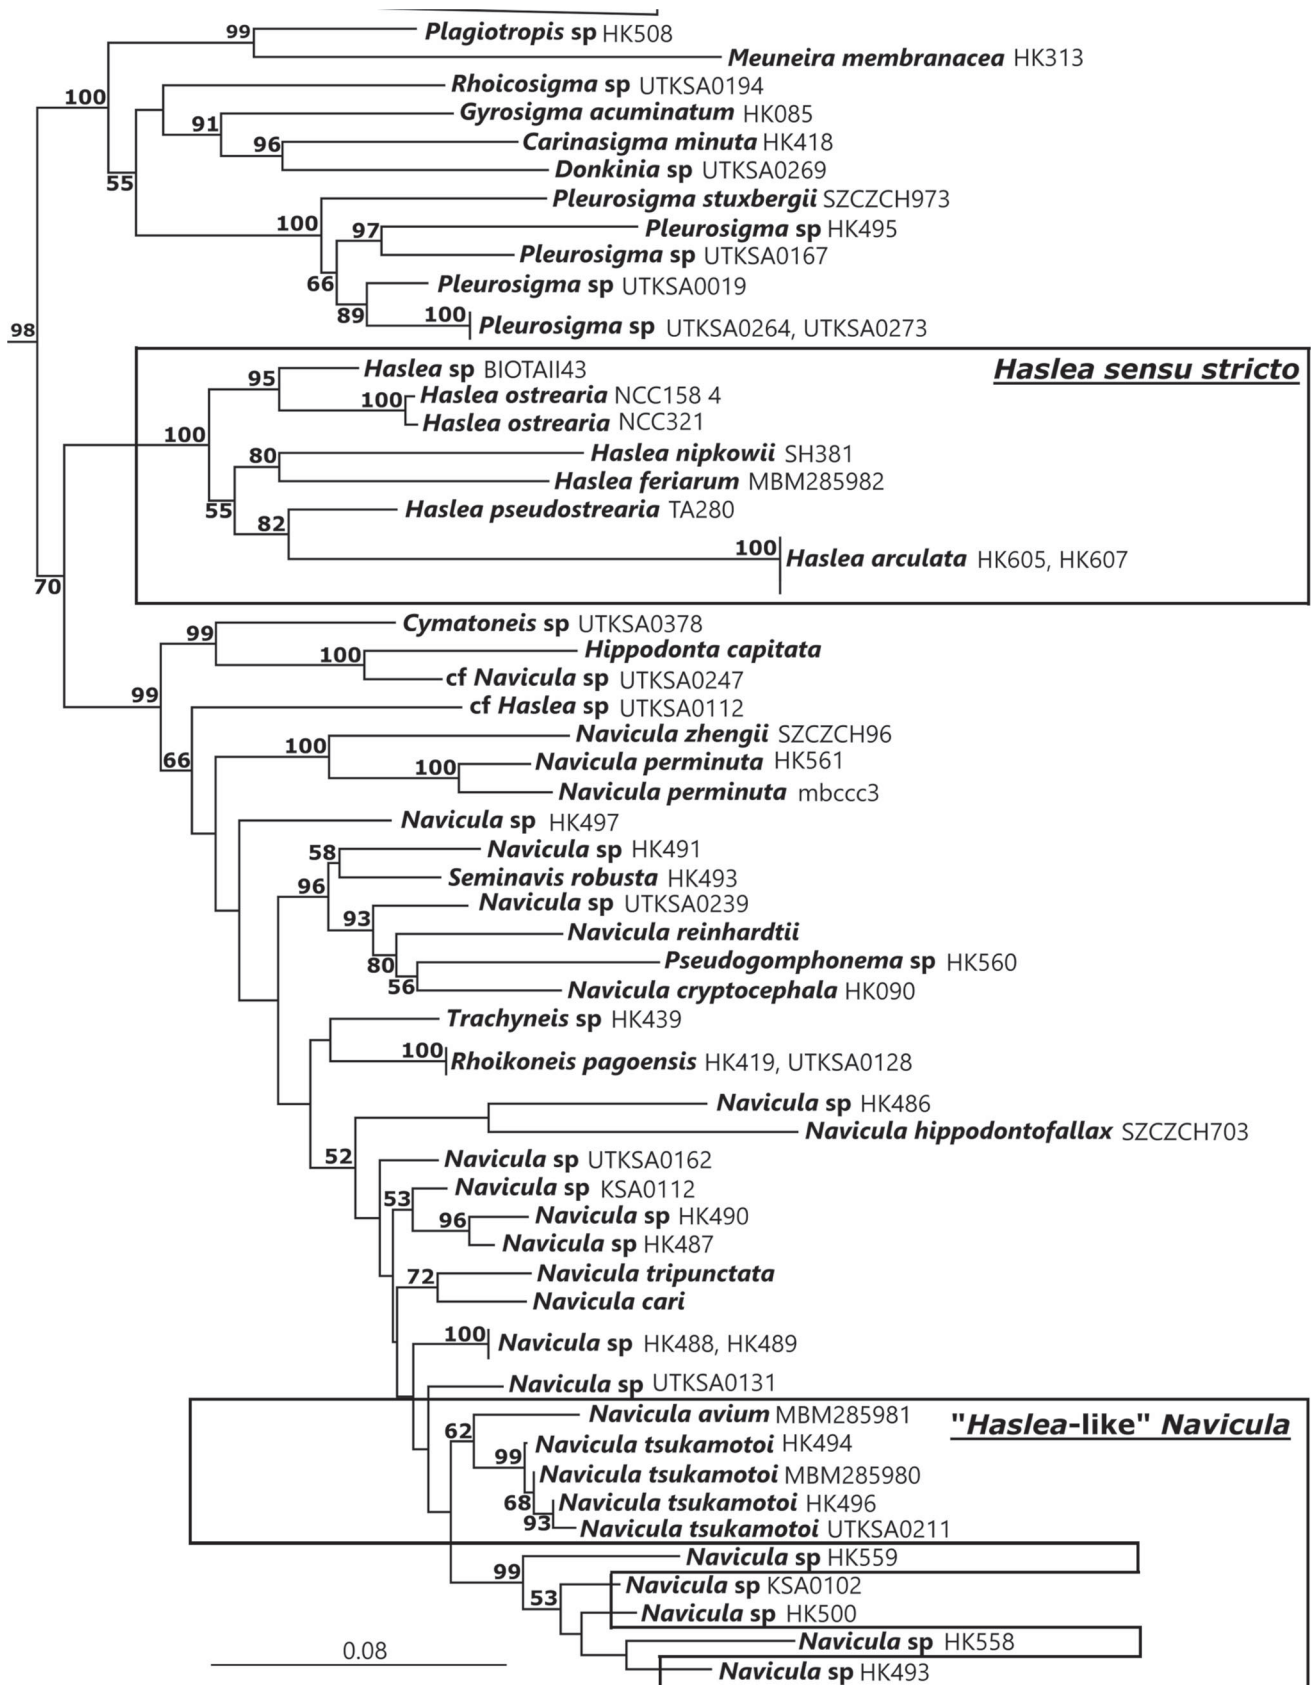 99
Plagiotropis sp HK508
Meuneira membranacea HK313
Rhoicosigma sp UTKSA0194
100
Gyrosigma acuminatum HK085
91
Carinasigma minuta HK418
96
Donkinia sp UTKSA0269
55
Pleurosigma stuxbergii SZCZCH973
100
Pleurosigma sp HK495
97
Pleurosigma sp UTKSA0167
66
Pleurosigma sp UTKSA0019
89
100
Pleurosigma sp UTKSA0264, UTKSA0273
98
Haslea sensu stricto
Haslea sp BIOTAII43
95
Haslea ostrearia NCC158 4
100
Haslea ostrearia NCC321
100
Haslea nipkowii SH381
80
Haslea feriarum MBM285982
55
Haslea pseudostrearia TA280
82
100
Haslea arculata HK605, HK607
70
Cymatoneis sp UTKSA0378
99
Hippodonta capitata
100
cf Navicula sp UTKSA0247
99
cf Haslea sp UTKSA0112
Navicula zhengii SZCZCH96
100
66
Navicula perminuta HK561
100
Navicula perminuta mbccc3
Navicula sp HK497
Navicula sp HK491
58
Seminavis robusta HK493
96
Navicula sp UTKSA0239
93
Navicula reinhardtii
80
Pseudogomphonema sp HK560
56
Navicula cryptocephala HK090
Trachyneis sp HK439
100
Rhoikoneis pagoensis HK419, UTKSA0128
Navicula sp HK486
Navicula hippodontofallax SZCZCH703
52
Navicula sp UTKSA0162
Navicula sp KSA0112
53
Navicula sp HK490
96
Navicula sp HK487
72
Navicula tripunctata
Navicula cari
100
Navicula sp HK488, HK489
Navicula sp UTKSA0131
Navicula avium MBM285981
"Haslea-like" Navicula
62
Navicula tsukamotoi HK494
99
Navicula tsukamotoi MBM285980
68
Navicula tsukamotoi HK496
93
Navicula tsukamotoi UTKSA0211
Navicula sp HK559
99
Navicula sp KSA0102
53
Navicula sp HK500
Navicula sp HK558
0.08
Navicula sp HK493